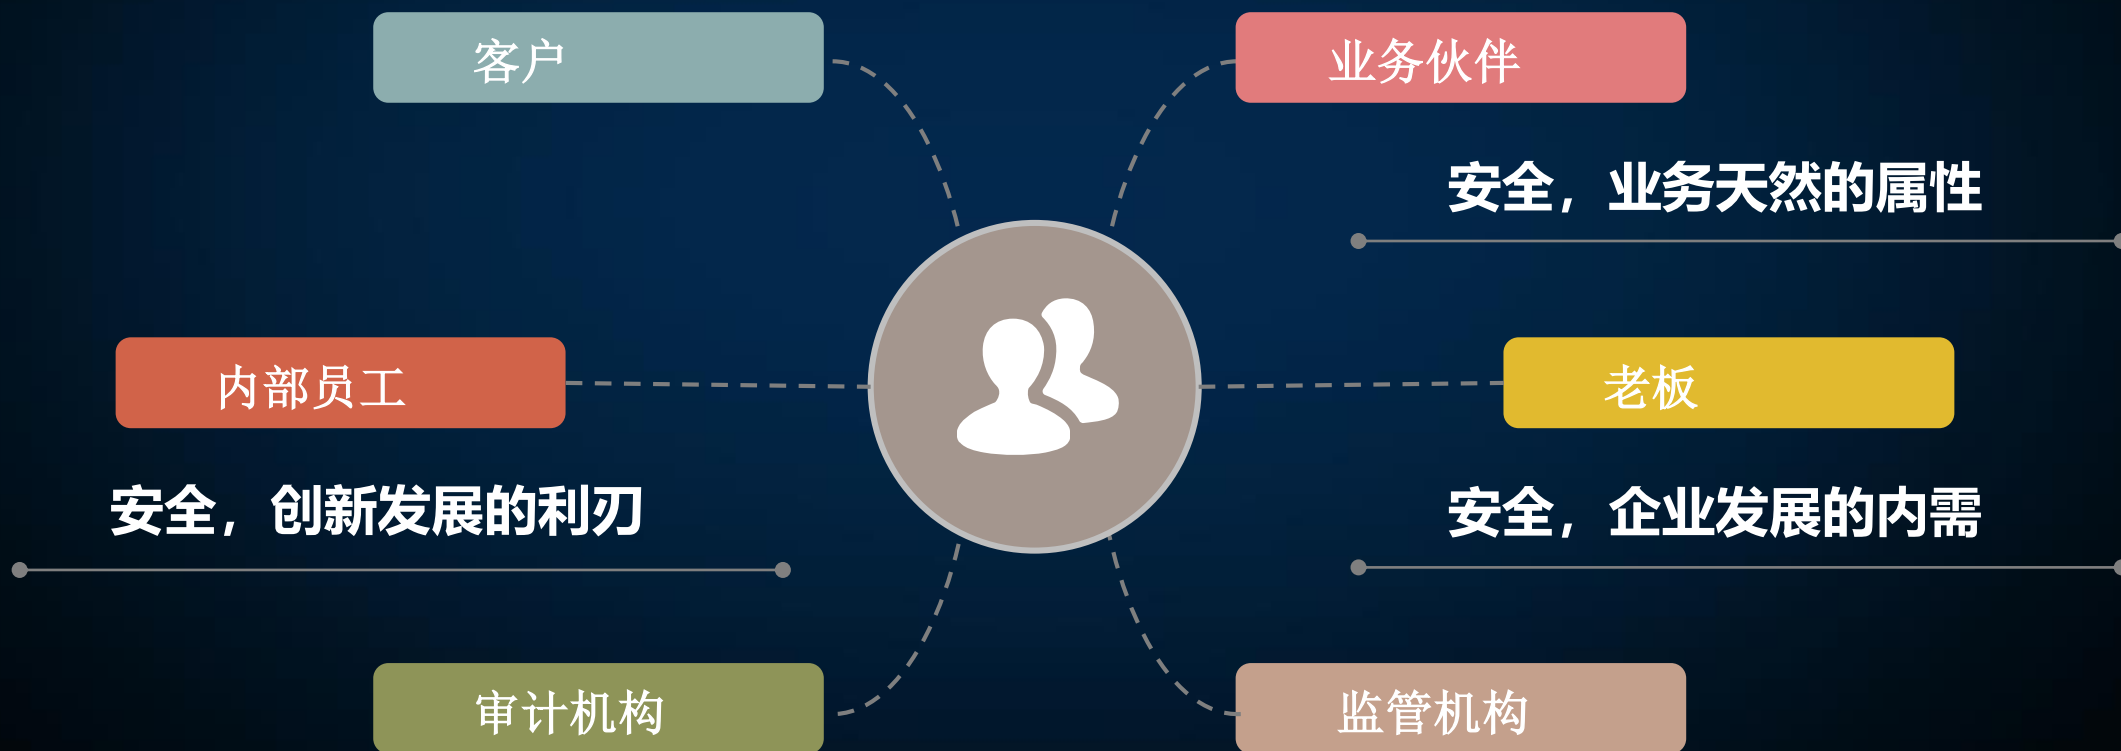 客户
业务伙伴
安全，业务天然的属性
内部员工
老板
安全，创新发展的利刃
安全，企业发展的内需
审计机构
监管机构